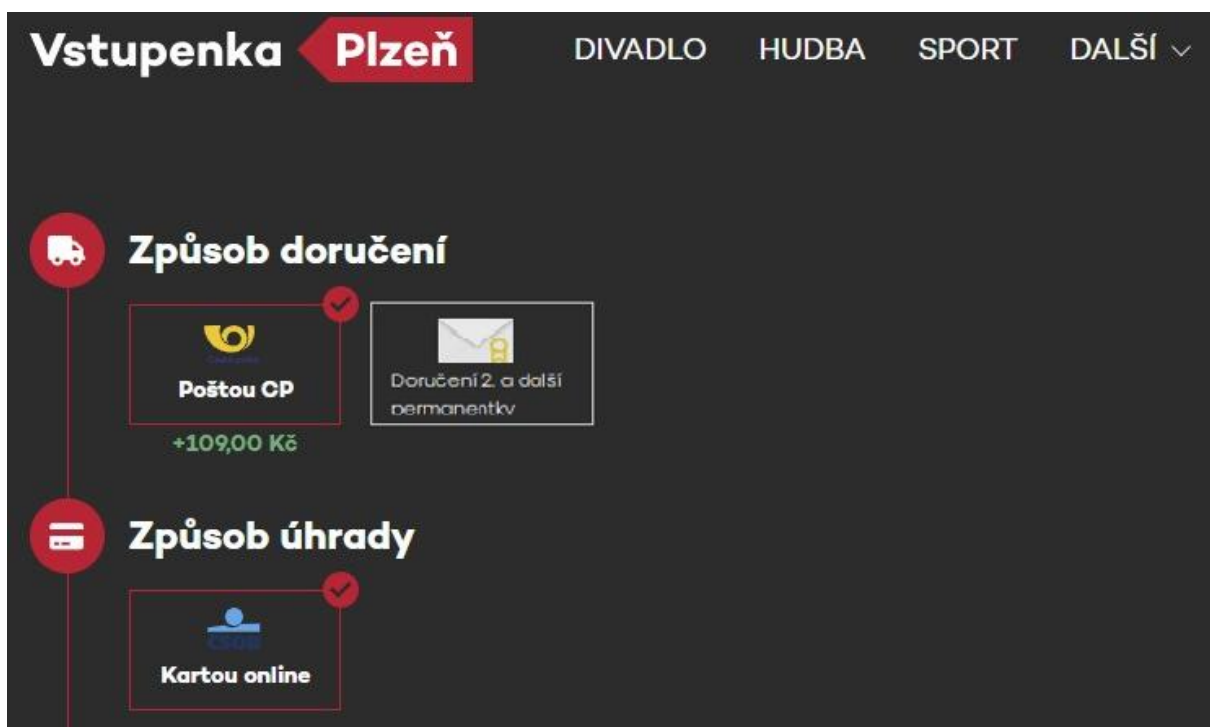 Vstupenka Plzeň DIVADLO HUDBA SPORT DALŠÍ
Způsob doručení
Poštou CP
Doručení 2. a další
permanentky
+109,00 Kč
Způsob úhrady
ČSOB
Kartou online